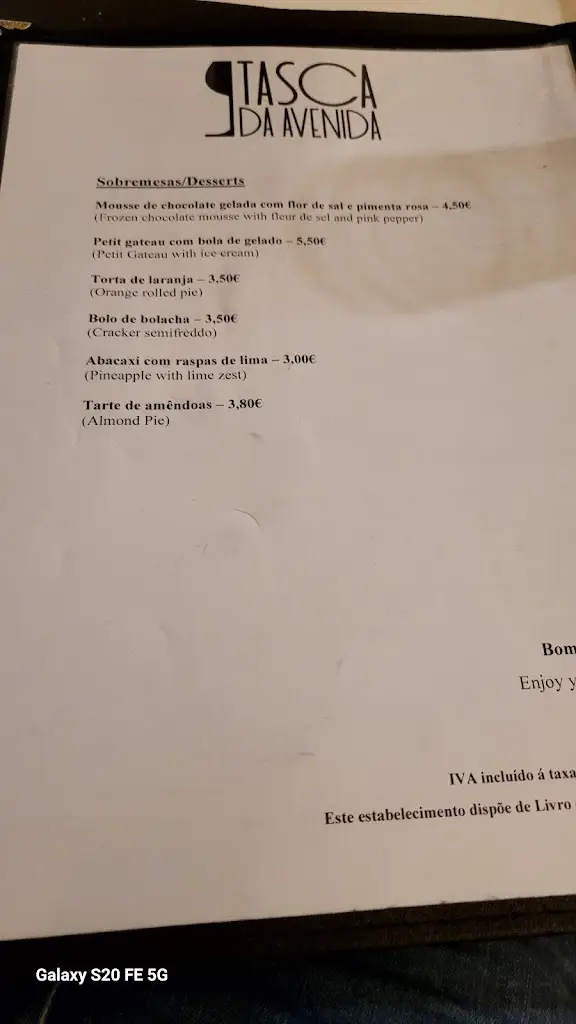 TASCA
DA AVENIDA
Sobremesas/Desserts
Mousse de chocolate gelada com flor de sal e pimenta rosa – 4,50€
(Frozen chocolate mousse with fleur de sel and pink pepper)
Petit gateau com bola de gelado – 5,50€
(Petit Gateau with ice cream)
Torta de laranja – 3,50€
(Orange rolled pie)
Bolo de bolacha – 3,50€
(Cracker semifreddo)
Abacaxi com raspas de lima – 3,00€
(Pineapple with lime zest)
Tarte de amêndoas – 3,80€
(Almond Pie)
Bom
Enjoy y
IVA incluído á taxa
Este estabelecimento dispõe de Livro
Galaxy S20 FE 5G